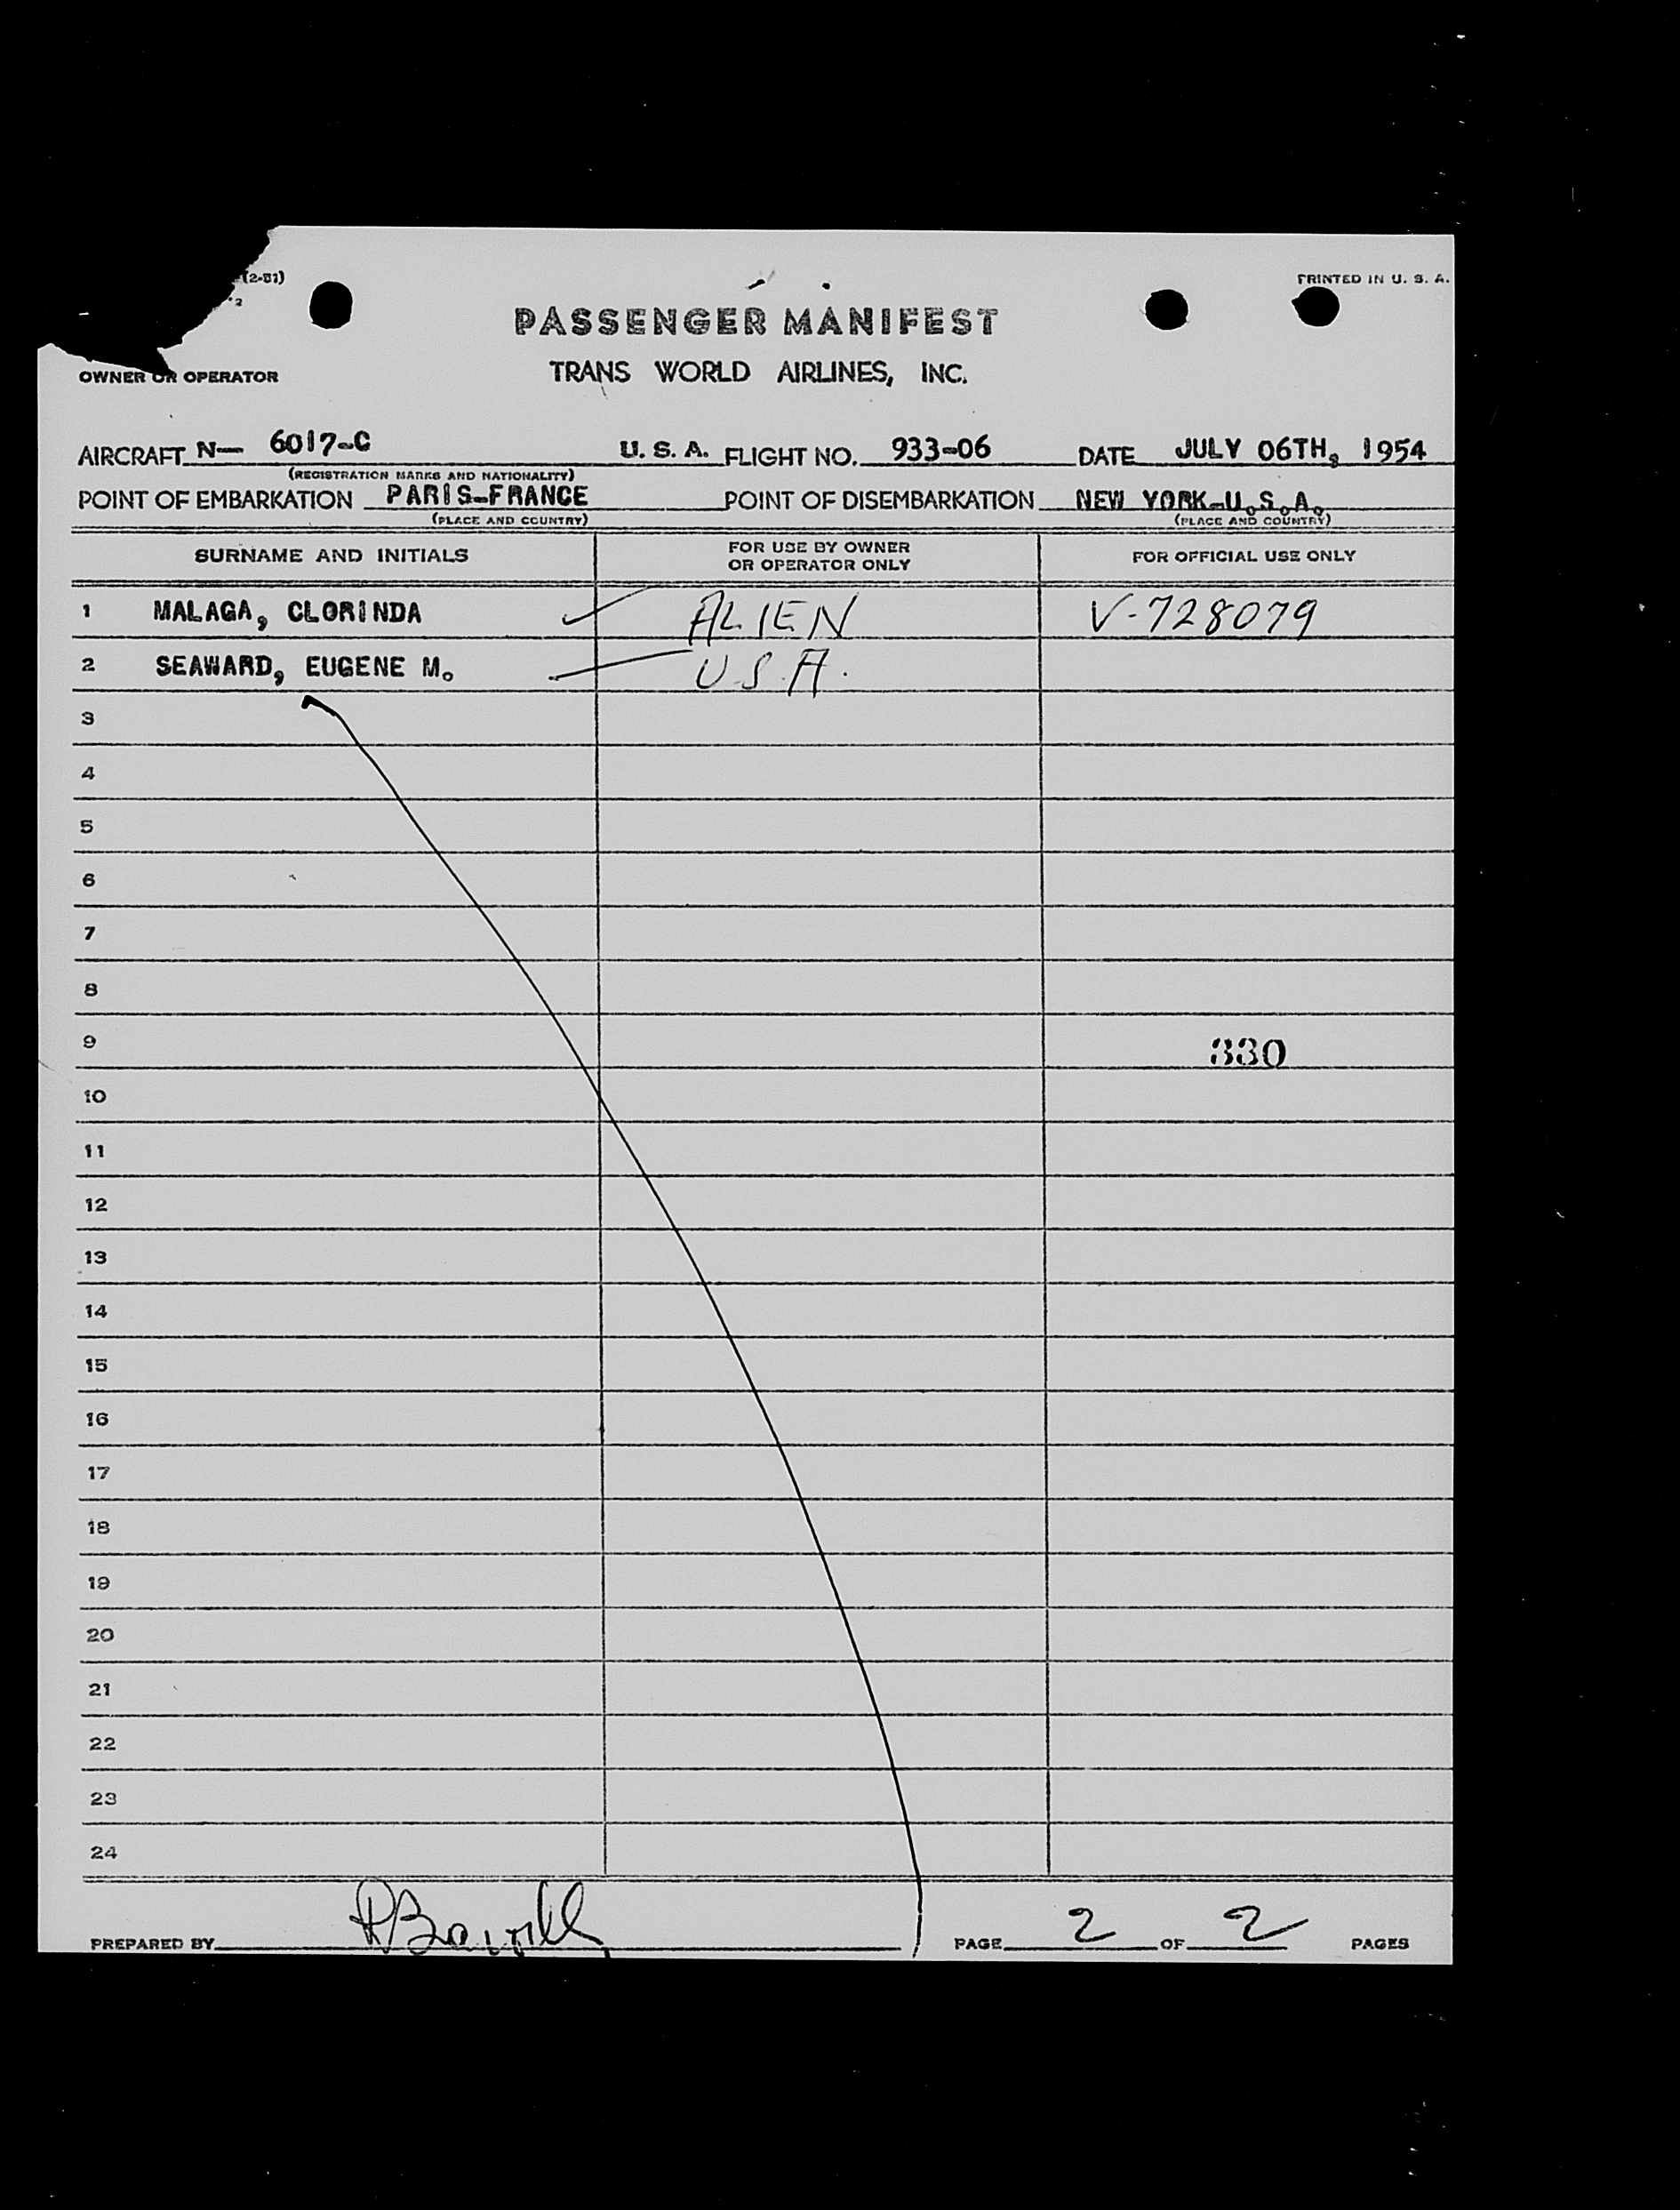 (2-51)
PRINTED IN U. S. A.
PASSENGER MANIFEST
OWNER OR OPERATOR TRANS WORLD AIRLINES, INC.
AIRCRAFT N— 6017-C U. S. A. FLIGHT NO. 933-06 DATE JULY 06TH, 1954
(REGISTRATION MARKS AND NATIONALITY)
POINT OF EMBARKATION PARIS-FRANCE POINT OF DISEMBARKATION NEW YORK-U.S.A.
(PLACE AND COUNTRY) (PLACE AND COUNTRY)
SURNAME AND INITIALS FOR USE BY OWNER OR OPERATOR ONLY FOR OFFICIAL USE ONLY
1 MALAGA, CLORINDA ALIEN V-728079
2 SEAWARD, EUGENE M. U.S.A.
3
4
5
6
7
8
9 330
10
11
12
13
14
15
16
17
18
19
20
21
22
23
24
PREPARED BY PAGE 2 OF 2 PAGES